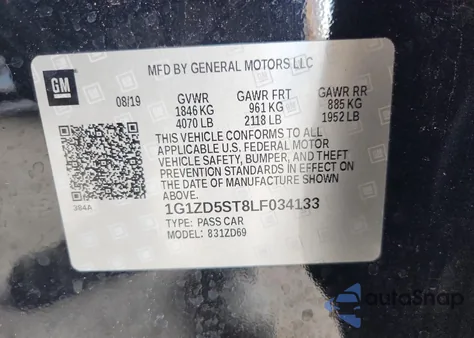 MFD BY GENERAL MOTORS LLC
GM
08/19 GVWR GAWR FRT GAWR RR
1846 KG 961 KG 885 KG
4070 LB 2118 LB 1952 LB
THIS VEHICLE CONFORMS TO ALL
APPLICABLE U.S. FEDERAL MOTOR
VEHICLE SAFETY, BUMPER, AND THEFT
PREVENTION STANDARDS IN EFFECT ON
THE DATE OF MANUFACTURE SHOWN
ABOVE.
384A
1G1ZD5ST8LF034133
TYPE: PASS CAR
MODEL: 831ZD69
autoSnap